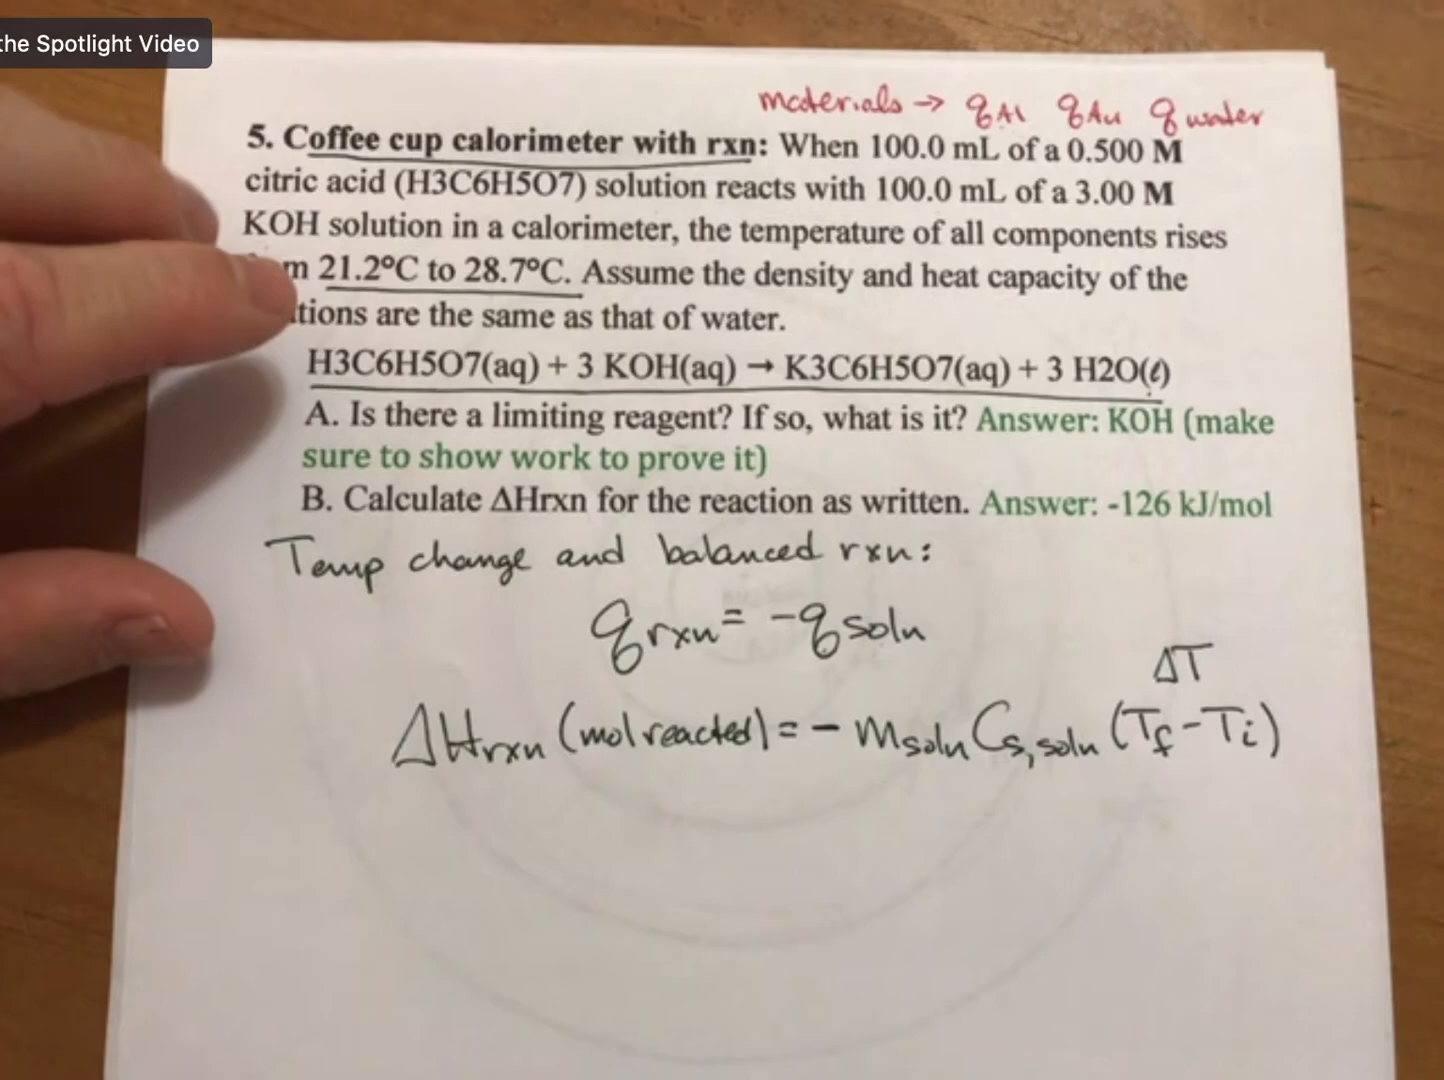 the Spotlight Video
materials → qAl qAu qwater
5. Coffee cup calorimeter with rxn: When 100.0 mL of a 0.500 M
citric acid (H3C6H5O7) solution reacts with 100.0 mL of a 3.00 M
KOH solution in a calorimeter, the temperature of all components rises
m 21.2ºC to 28.7ºC. Assume the density and heat capacity of the
tions are the same as that of water.
H3C6H5O7(aq) + 3 KOH(aq) → K3C6H5O7(aq) + 3 H2O(ℓ)
A. Is there a limiting reagent? If so, what is it? Answer: KOH (make
sure to show work to prove it)
B. Calculate ΔHrxn for the reaction as written. Answer: -126 kJ/mol
Temp change and balanced rxn:
qrxn = -qsoln
ΔT
ΔHrxn (mol reacted) = - msoln Cs,soln (Tf - Ti)